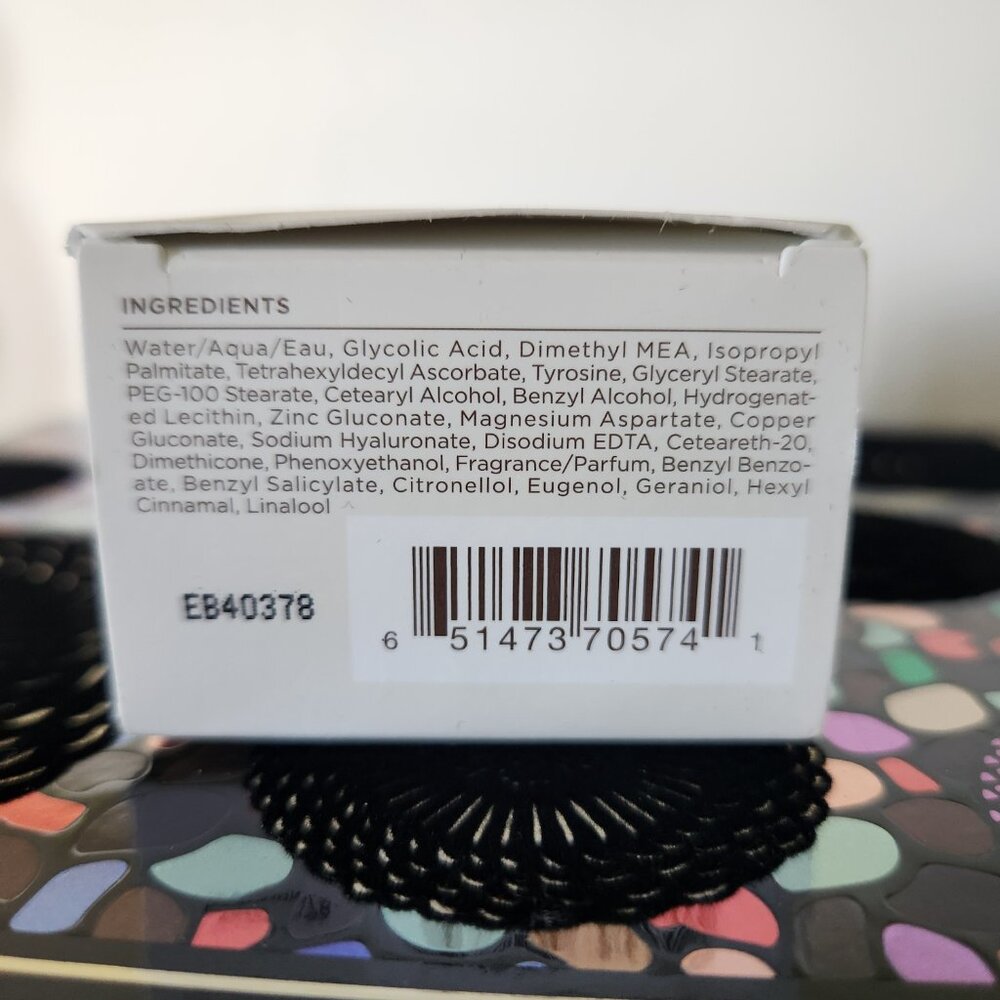 INGREDIENTS
Water/Aqua/Eau, Glycolic Acid, Dimethyl MEA, Isopropyl
Palmitate, Tetrahexyldecyl Ascorbate, Tyrosine, Glyceryl Stearate,
PEG-100 Stearate, Cetearyl Alcohol, Benzyl Alcohol, Hydrogenat-
ed Lecithin, Zinc Gluconate, Magnesium Aspartate, Copper
Gluconate, Sodium Hyaluronate, Disodium EDTA, Ceteareth-20,
Dimethicone, Phenoxyethanol, Fragrance/Parfum, Benzyl Benzo-
ate, Benzyl Salicylate, Citronellol, Eugenol, Geraniol, Hexyl
Cinnamal, Linalool
EB40378
6 51473 70574 1